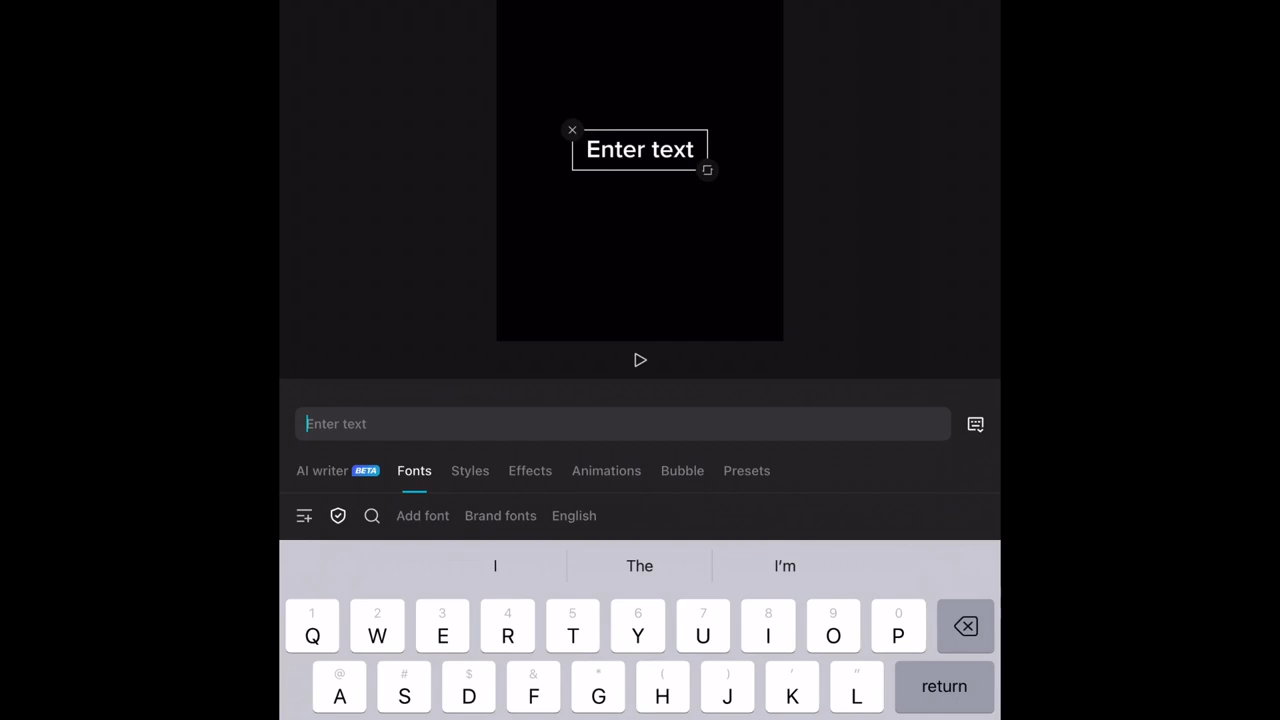 Enter text
Enter text
AI writer BETA Fonts Styles Effects Animations Bubble Presets
Add font Brand fonts English
I The I'm
1 2 3 4 5 6 7 8 9 0
Q W E R T Y U I O P
@ # $ & * ( ) ' "
A S D F G H J K L return